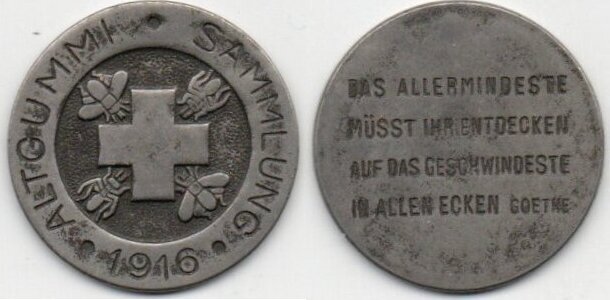 ALTGUMMI • SAMMLUNG
• 1916 •
DAS ALLERMINDESTE
MÜSST IHR ENTDECKEN
AUF DAS GESCHWINDESTE
IN ALLEN ECKEN GOETHE